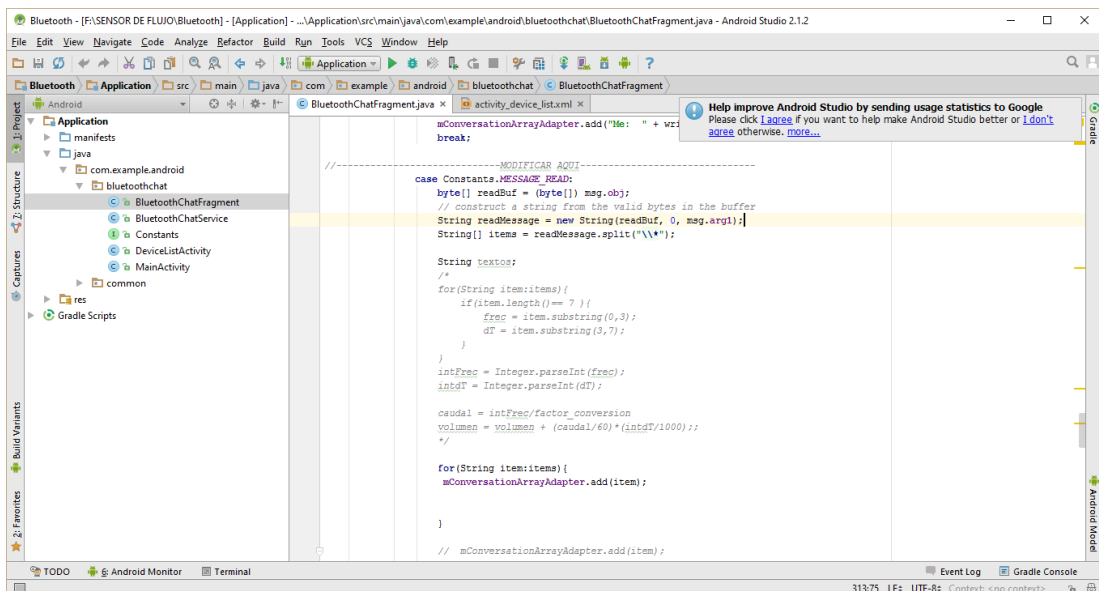 Bluetooth - [F:\SENSOR DE FLUJO\Bluetooth] - [Application] - ...\Application\src\main\java\com\example\android\bluetoothchat\BluetoothChatFragment.java - Android Studio 2.1.2
File Edit View Navigate Code Analyze Refactor Build Run Tools VCS Window Help
Application
Bluetooth Application src main java com example android bluetoothchat BluetoothChatFragment
Android
BluetoothChatFragment.java × activity_device_list.xml ×
Help improve Android Studio by sending usage statistics to Google
Please click I agree if you want to help make Android Studio better or I don't
agree otherwise. more...
1: Project
7: Structure
Captures
Build Variants
2: Favorites
Application
manifests
java
com.example.android
bluetoothchat
BluetoothChatFragment
BluetoothChatService
Constants
DeviceListActivity
MainActivity
common
res
Gradle Scripts
mConversationArrayAdapter.add("Me:  " + wri
break;
//----------------------------MODIFICAR AQUI------------------------------
case Constants.MESSAGE_READ:
byte[] readBuf = (byte[]) msg.obj;
// construct a string from the valid bytes in the buffer
String readMessage = new String(readBuf, 0, msg.arg1);
String[] items = readMessage.split("\\*");
String textos;
/*
for(String item:items){
if(item.length()== 7 ){
frec = item.substring(0,3);
dT = item.substring(3,7);
}
}
intFrec = Integer.parseInt(frec);
intdT = Integer.parseInt(dT);
caudal = intFrec/factor_conversion
volumen = volumen + (caudal/60)*(intdT/1000);;
*/
for(String item:items){
mConversationArrayAdapter.add(item);
}
// mConversationArrayAdapter.add(item);
Gradle
Android Model
TODO 6: Android Monitor Terminal Event Log Gradle Console
313:75 LF÷ UTF-8÷ Context: <no context>